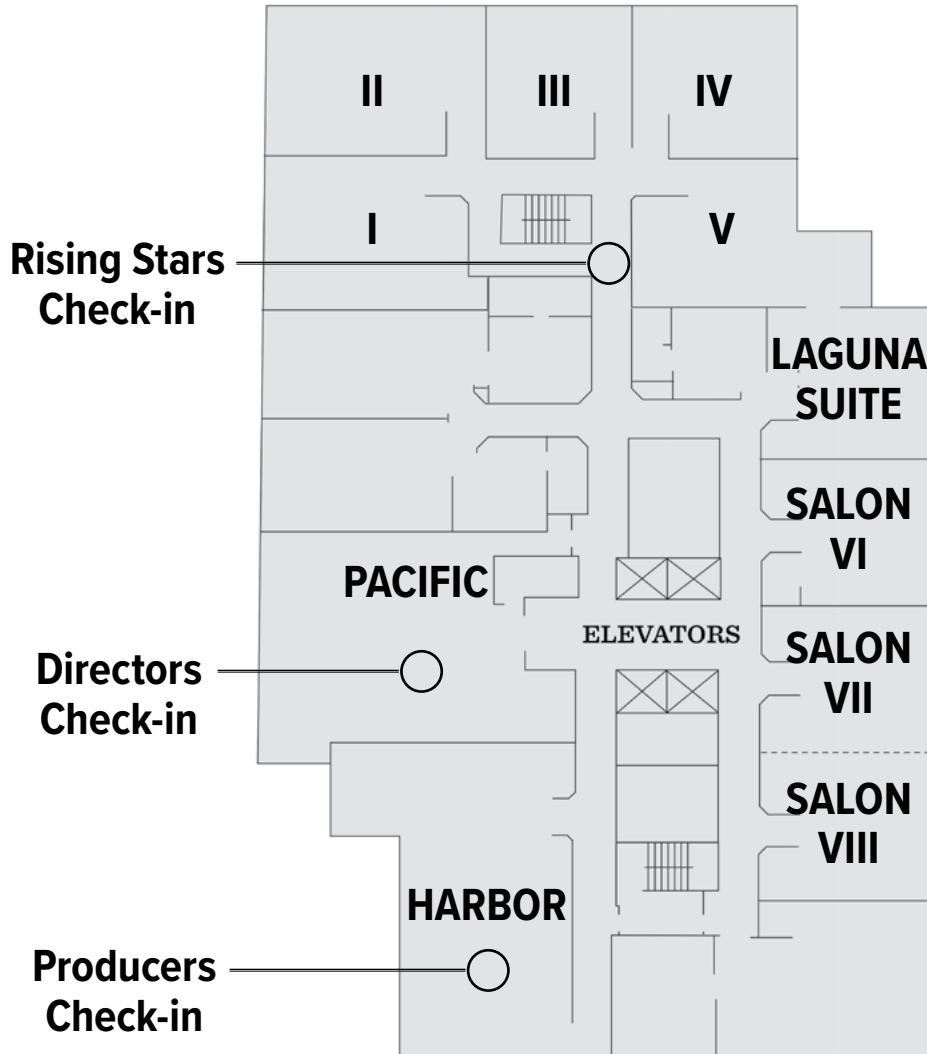 II
III
IV
I
V
Rising Stars
Check-in
LAGUNA
SUITE
SALON
VI
PACIFIC
ELEVATORS
Directors
Check-in
SALON
VII
SALON
VIII
HARBOR
Producers
Check-in